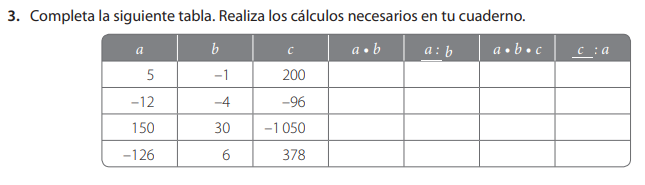 3. Completa la siguiente tabla. Realiza los cálculos necesarios en tu cuaderno.
a b c a • b a : b a • b • c c : a
5 –1 200
–12 –4 –96
150 30 –1 050
–126 6 378